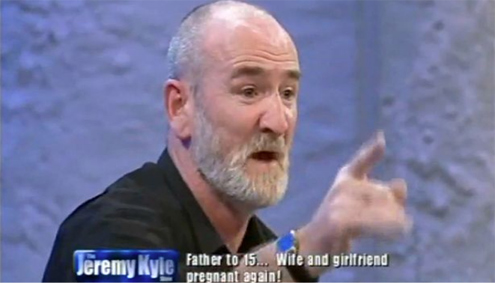 The
Jeremy Kyle
Show
Father to 15... Wife and girlfriend
pregnant again!